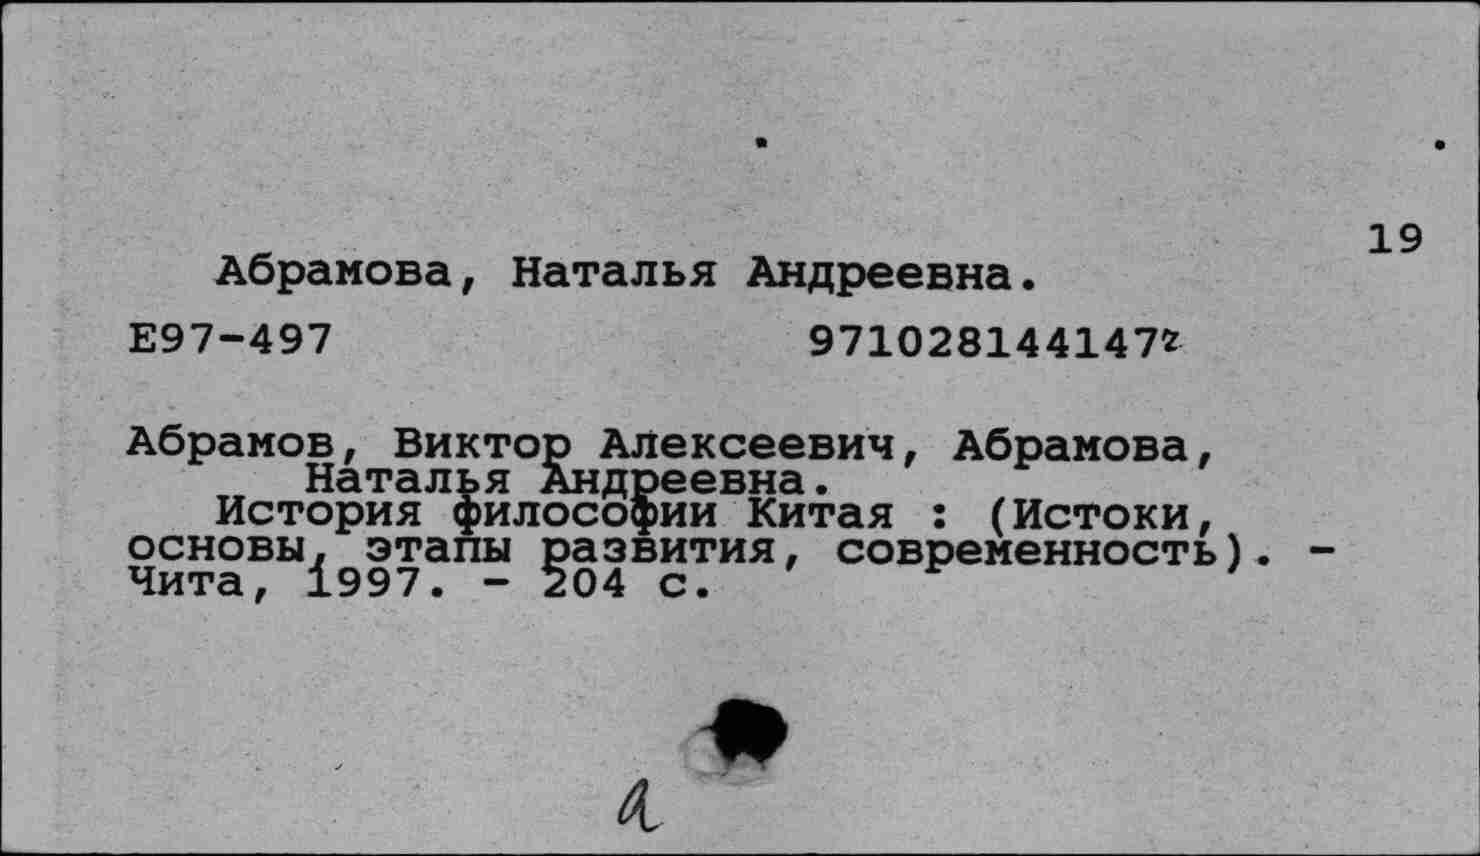 19
Абрамова, Наталья Андреевна.
Е97-497 971028144147
Абрамов, Виктор Алексеевич, Абрамова,
Наталья Андреевна.
История философии Китая : (Истоки,
основы, этапы развития, современность). -
Чита, 1997. - 204 с.